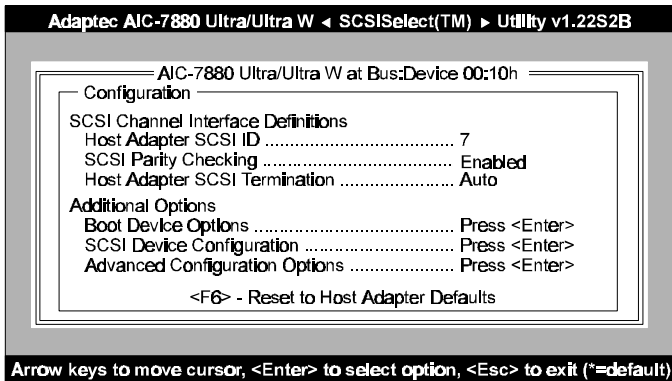 Adaptec AIC-7880 Ultra/Ultra W ◄ SCSISelect(TM) ► Utility v1.22S2B
AIC-7880 Ultra/Ultra W at Bus:Device 00:10h
Configuration
SCSI Channel Interface Definitions
Host Adapter SCSI ID ........................................ 7
SCSI Parity Checking ........................................ Enabled
Host Adapter SCSI Termination ....................... Auto
Additional Options
Boot Device Options .......................................... Press <Enter>
SCSI Device Configuration ............................... Press <Enter>
Advanced Configuration Options ..................... Press <Enter>
<F6> - Reset to Host Adapter Defaults
Arrow keys to move cursor, <Enter> to select option, <Esc> to exit (*=default)